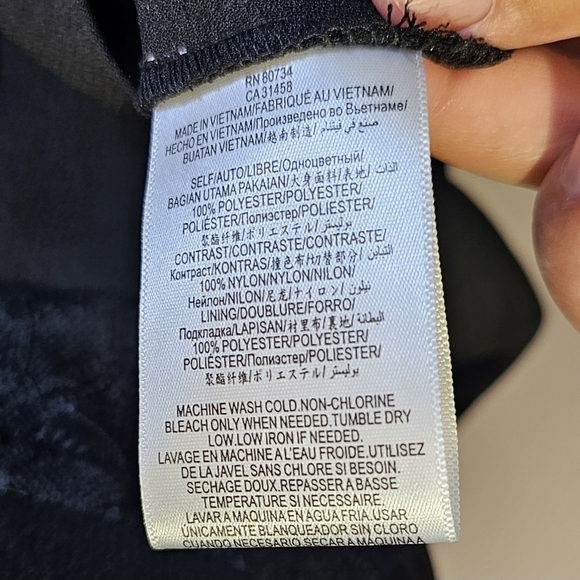 RN 80734
CA 31458
MADE IN VIETNAM/FABRIQUÉ AU VIETNAM/
HECHO EN VIETNAM/Произведено во Вьетнаме/
BUATAN VIETNAM/越南制造/ صنع في فيتنام
SELF/AUTO/LIBRE/Одноцветный/
BAGIAN UTAMA PAKAIAN/大身面料/表地/ الذات
100% POLYESTER/POLYESTER/
POLIÉSTER/Полиэстер/POLIESTER/
聚酯纤维/ポリエステル/ بوليستر
CONTRAST/CONTRASTE/CONTRASTE/
Контраст/KONTRAS/撞色布/切替部分/ التباين
100% NYLON/NYLON/NILON/
Нейлон/NILON/尼龙/ナイロン/ نيلون
LINING/DOUBLURE/FORRO/
Подкладка/LAPISAN/衬里布/裏地/ البطانة
100% POLYESTER/POLYESTER/
POLIÉSTER/Полиэстер/POLIESTER/
聚酯纤维/ポリエステル/ بوليستر
MACHINE WASH COLD.NON-CHLORINE
BLEACH ONLY WHEN NEEDED.TUMBLE DRY
LOW.LOW IRON IF NEEDED.
LAVAGE EN MACHINE A L'EAU FROIDE.UTILISEZ
DE LA JAVEL SANS CHLORE SI BESOIN.
SECHAGE DOUX.REPASSER A BASSE
TEMPERATURE SI NECESSAIRE.
LAVAR A MAQUINA EN AGUA FRIA.USAR
ÚNICAMENTE BLANQUEADOR SIN CLORO
CUANDO NECESARIO.SECAR A MAQUINA A